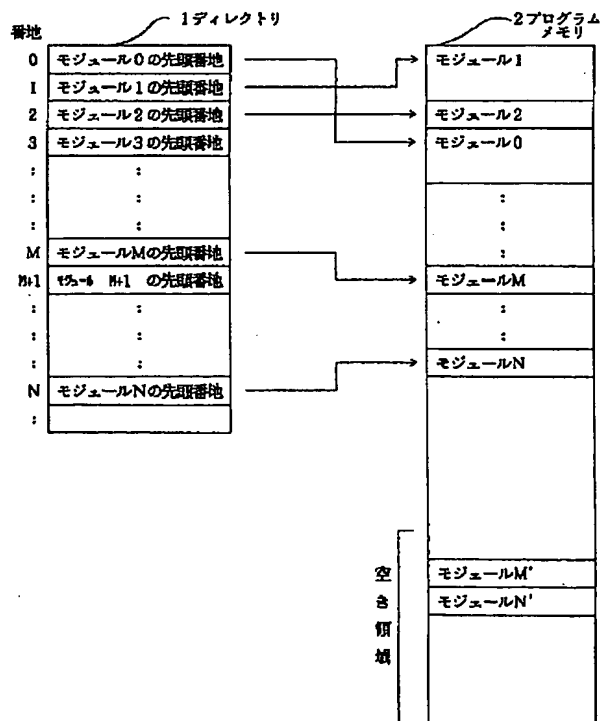 番地
1ディレクトリ
0 モジュール0の先頭番地
1 モジュール1の先頭番地
2 モジュール2の先頭番地
3 モジュール3の先頭番地
: :
: :
: :
M モジュールMの先頭番地
M+1 モジュール M+1 の先頭番地
: :
: :
: :
N モジュールNの先頭番地
:
2プログラム
メモリ
モジュール1
モジュール2
モジュール0
:
:
:
モジュールM
:
:
モジュールN
空き領域
モジュールM'
モジュールN'